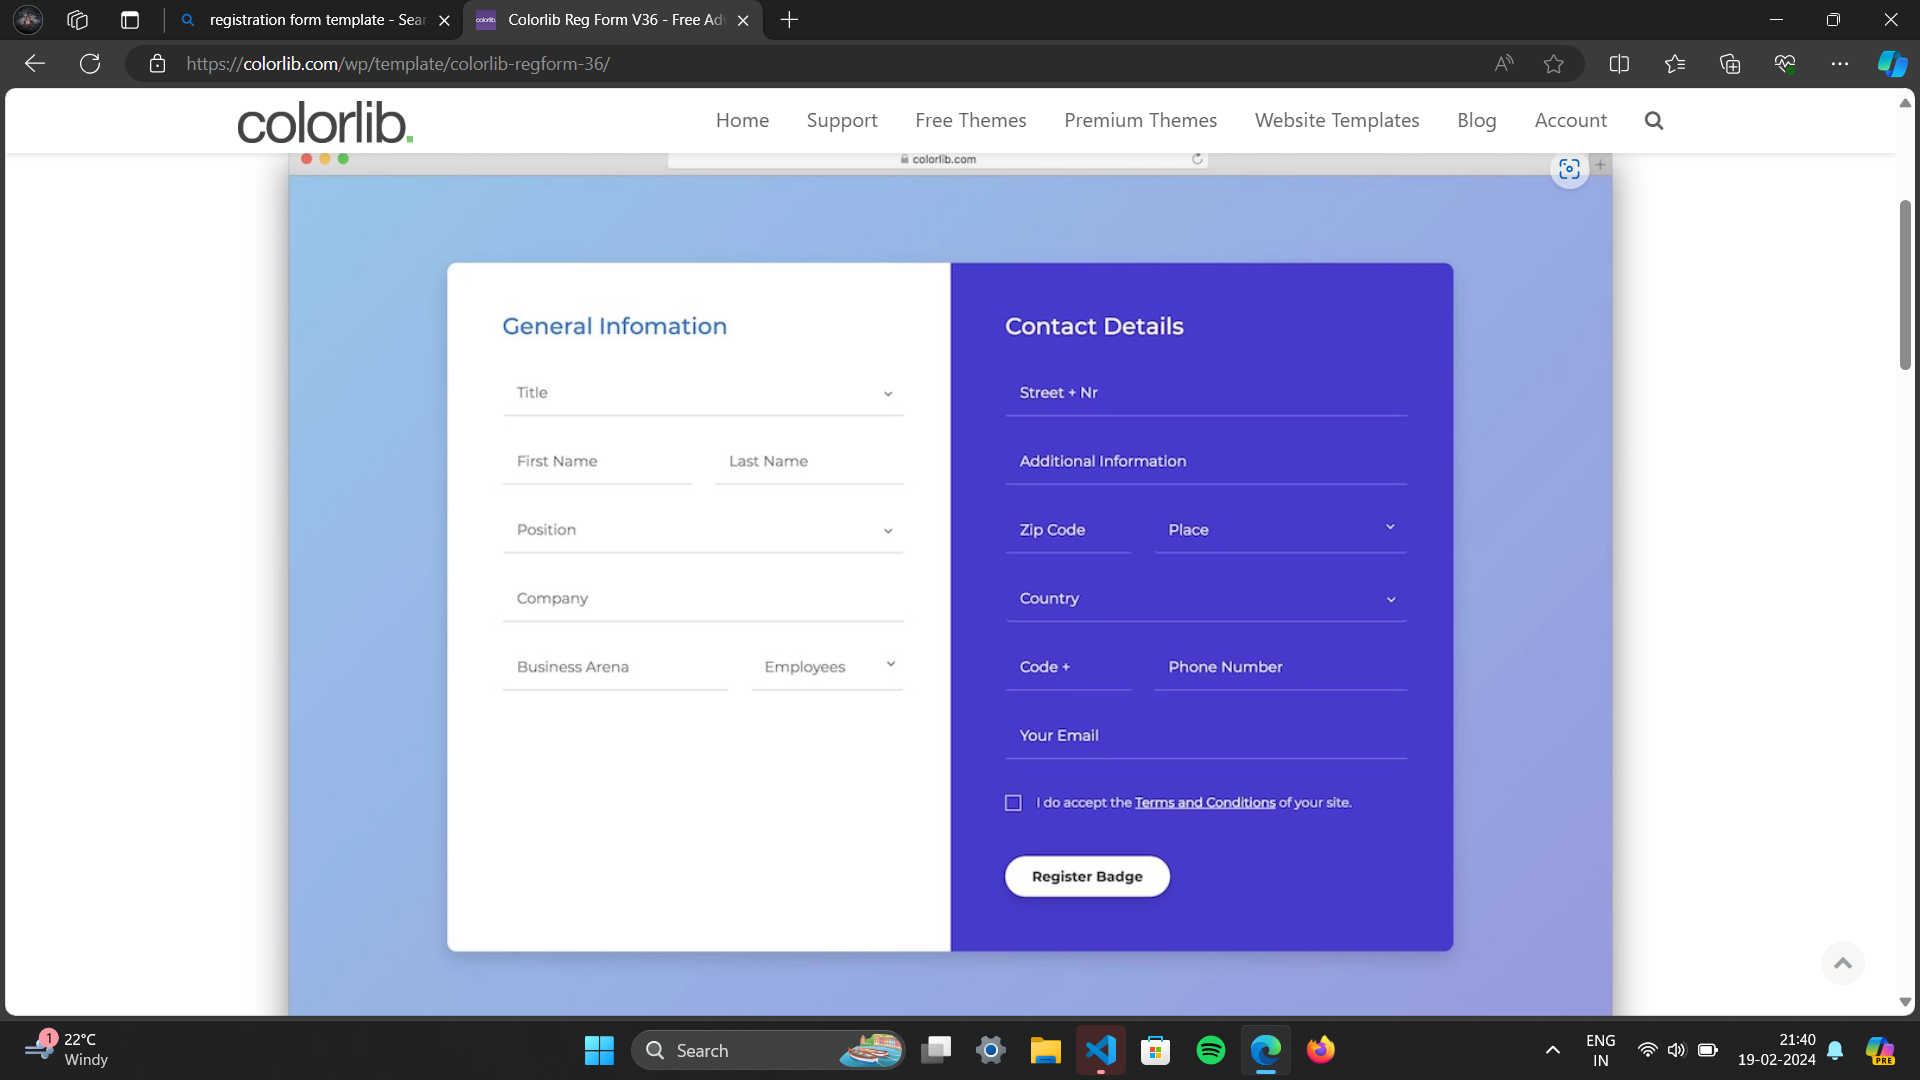 registration form template - Sear
Colorlib Reg Form V36 - Free Adv
https://colorlib.com/wp/template/colorlib-regform-36/
colorlib.
Home
Support
Free Themes
Premium Themes
Website Templates
Blog
Account
colorlib.com
General Infomation
Title
First Name
Last Name
Position
Company
Business Arena
Employees
Contact Details
Street + Nr
Additional Information
Zip Code
Place
Country
Code +
Phone Number
Your Email
I do accept the Terms and Conditions of your site.
Register Badge
1
22°C
Windy
Search
ENG
IN
21:40
19-02-2024
PRE